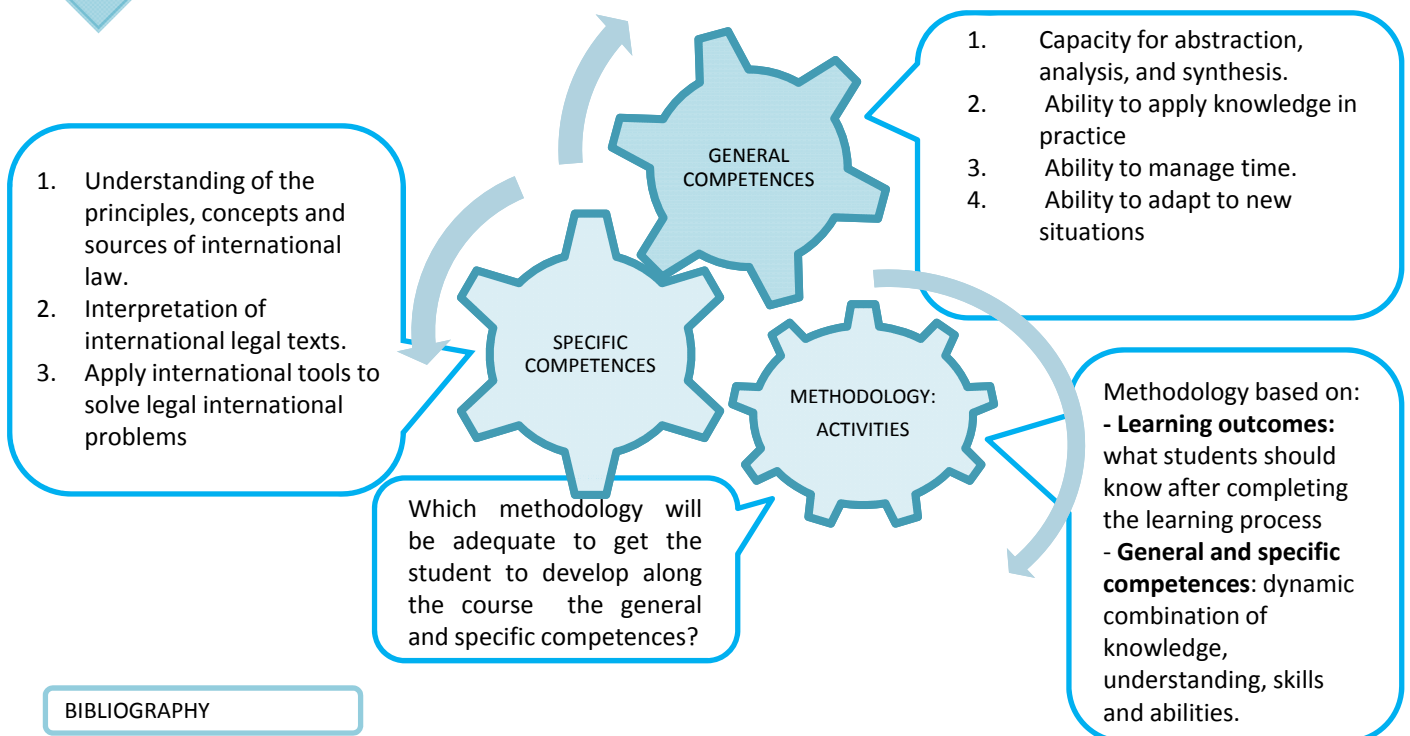 GENERAL
COMPETENCES
1. Capacity for abstraction,
analysis, and synthesis.
2. Ability to apply knowledge in
practice
3. Ability to manage time.
4. Ability to adapt to new
situations
1. Understanding of the
principles, concepts and
sources of international
law.
2. Interpretation of
international legal texts.
3. Apply international tools to
solve legal international
problems
SPECIFIC
COMPETENCES
METHODOLOGY:
ACTIVITIES
Methodology based on:
- Learning outcomes:
what students should
know after completing
the learning process
- General and specific
competences: dynamic
combination of
knowledge,
understanding, skills
and abilities.
Which methodology will
be adequate to get the
student to develop along
the course the general
and specific competences?
BIBLIOGRAPHY